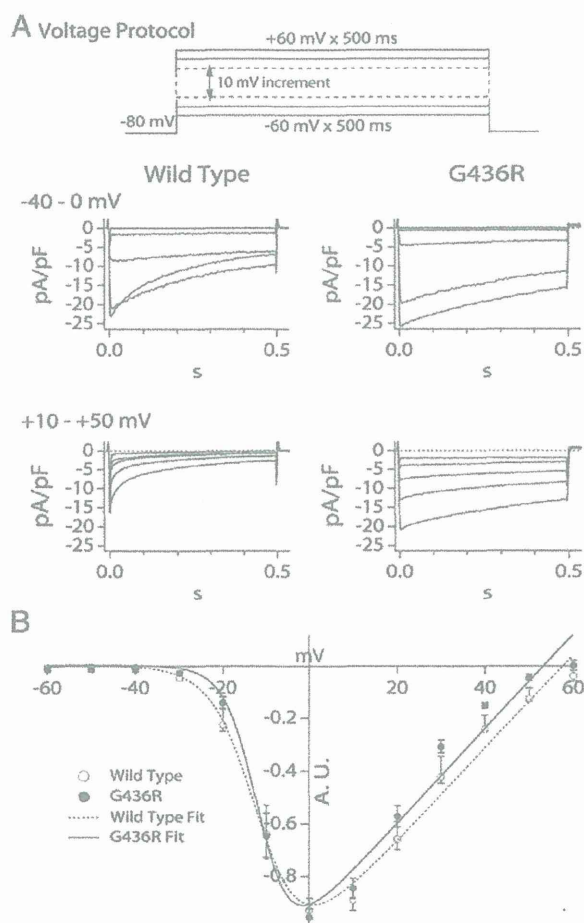 A Voltage Protocol
+60 mV x 500 ms
10 mV increment
-80 mV
-60 mV x 500 ms
Wild Type
G436R
-40 - 0 mV
0
-5
-10
-15
-20
-25
pA/pF
0.0
0.5
s
0
-5
-10
-15
-20
-25
pA/pF
0.0
0.5
s
+10 - +50 mV
0
-5
-10
-15
-20
-25
pA/pF
0.0
0.5
s
0
-5
-10
-15
-20
-25
pA/pF
0.0
0.5
s
B
mV
-60
-40
-20
20
40
60
-0.2
-0.4
-0.6
-0.8
A. U.
Wild Type
G436R
Wild Type Fit
G436R Fit